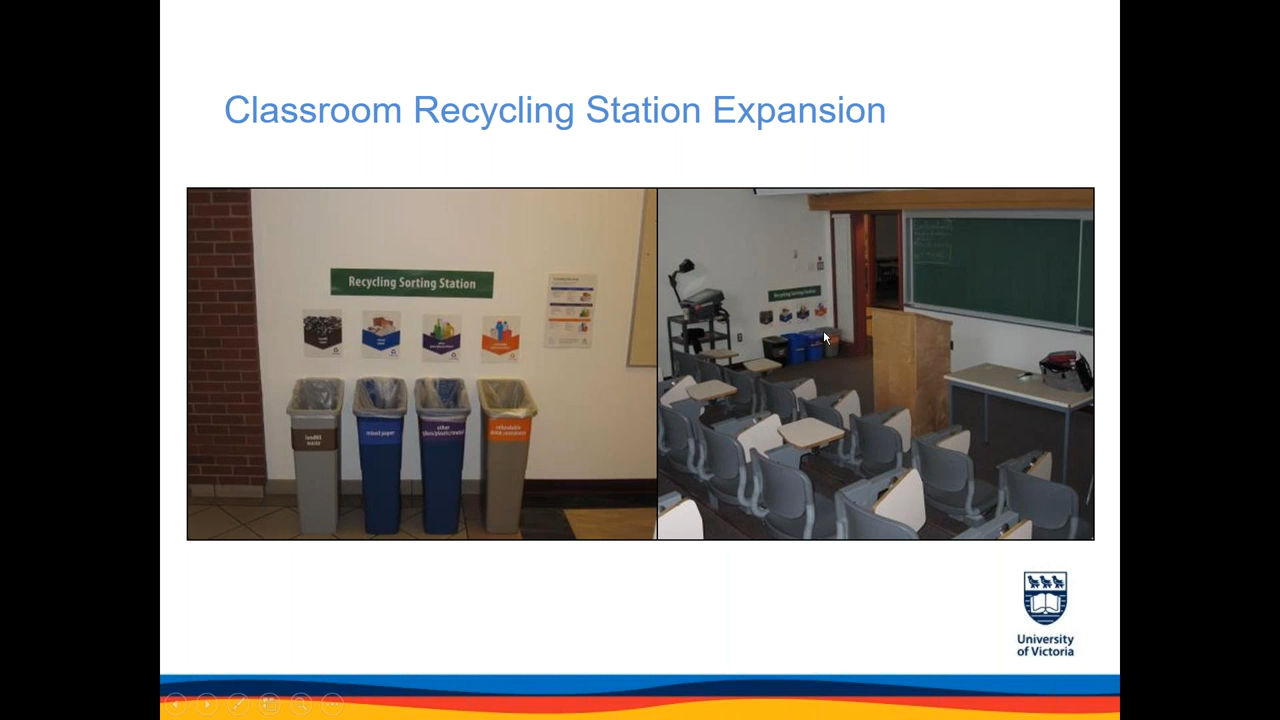 Classroom Recycling Station Expansion
Recycling Sorting Station
landfill
waste
mixed paper
other
glass/plastic/metal
refundable
drink containers
Recycling Sorting Station
University
of Victoria